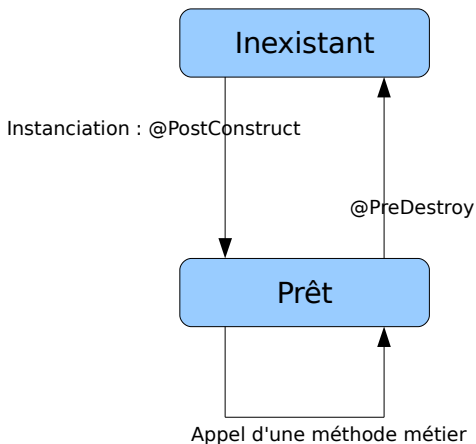 Inexistant
Instanciation : @PostConstruct
@PreDestroy
Prêt
Appel d'une méthode métier